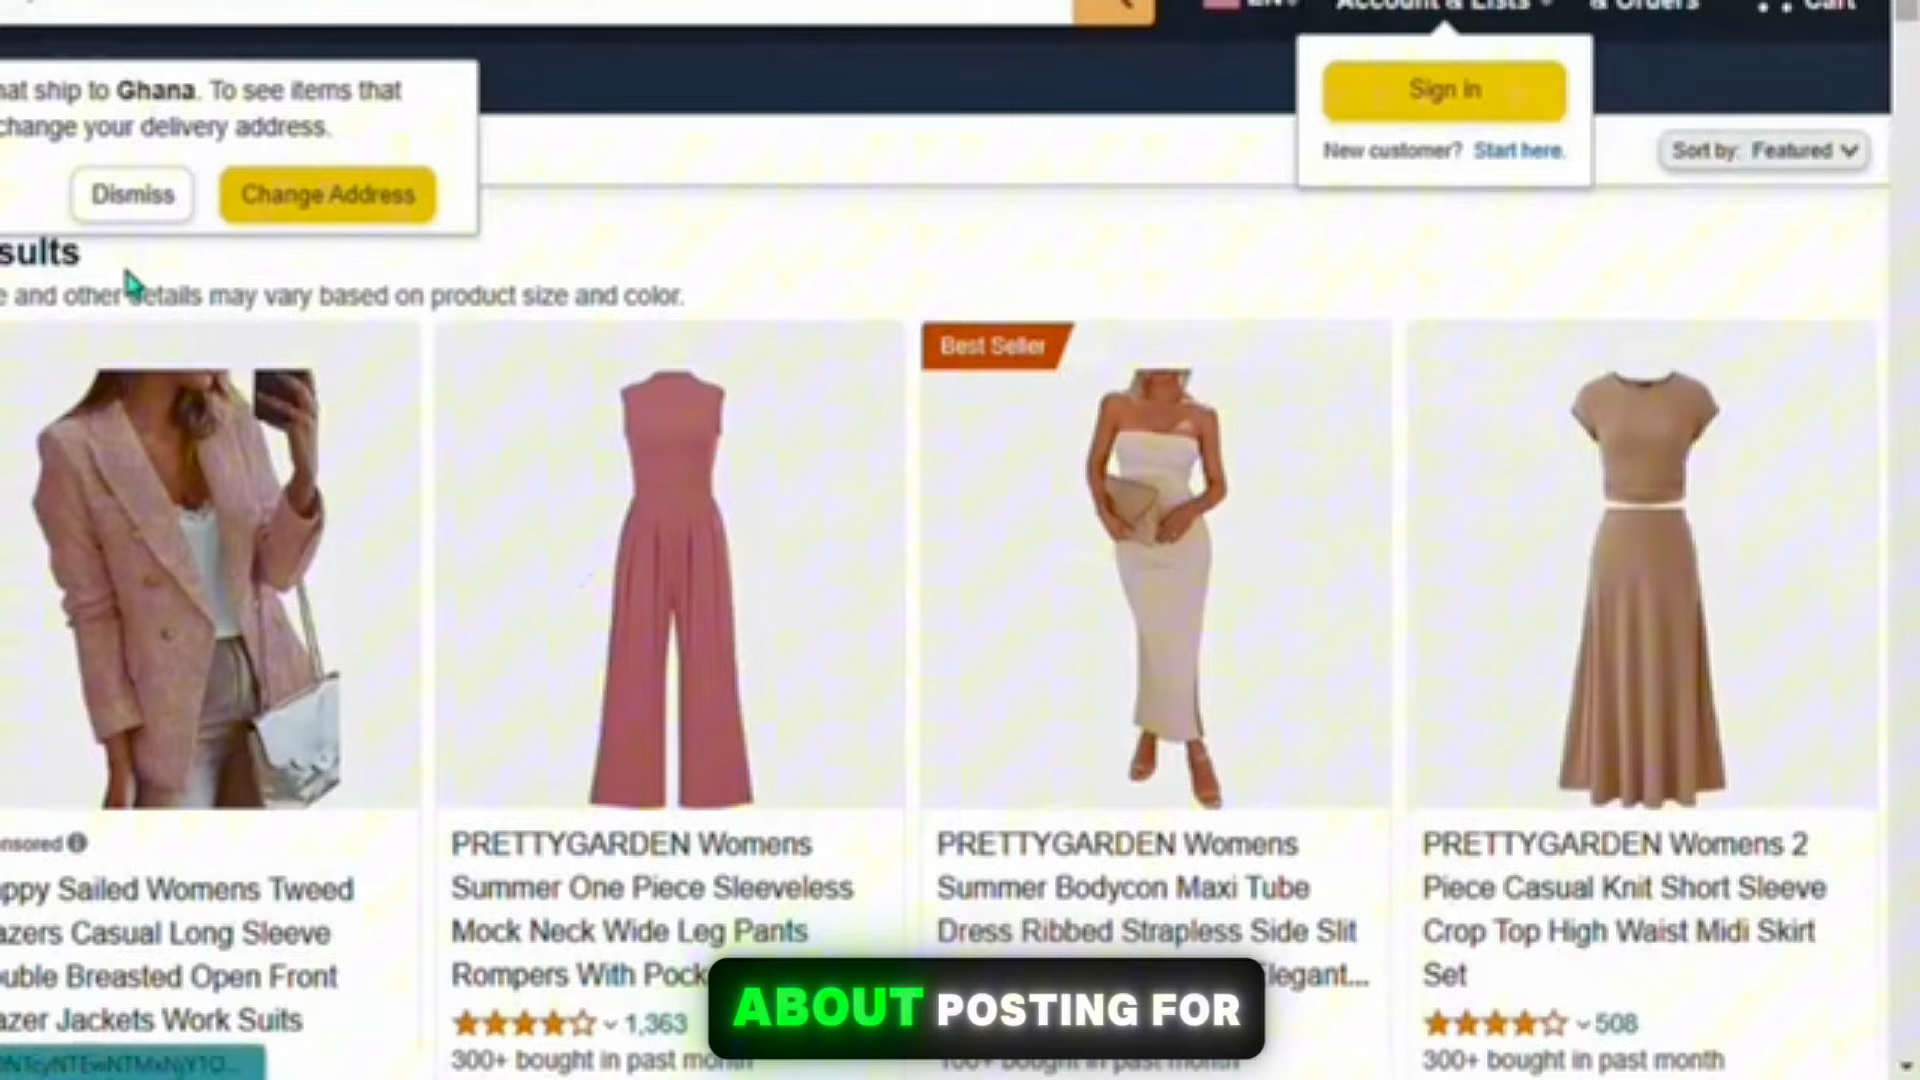 EN
Account & Lists
& Orders
Cart
hat ship to Ghana. To see items that
change your delivery address.
Dismiss
Change Address
Sign in
New customer? Start here.
Sort by: Featured
sults
e and other details may vary based on product size and color.
Best Seller
onsored
appy Sailed Womens Tweed
azers Casual Long Sleeve
ouble Breasted Open Front
azer Jackets Work Suits
PRETTYGARDEN Womens
Summer One Piece Sleeveless
Mock Neck Wide Leg Pants
Rompers With Pock
1,363
300+ bought in past month
PRETTYGARDEN Womens
Summer Bodycon Maxi Tube
Dress Ribbed Strapless Side Slit
legant...
100+ bought in past month
PRETTYGARDEN Womens 2
Piece Casual Knit Short Sleeve
Crop Top High Waist Midi Skirt
Set
508
300+ bought in past month
ABOUT POSTING FOR